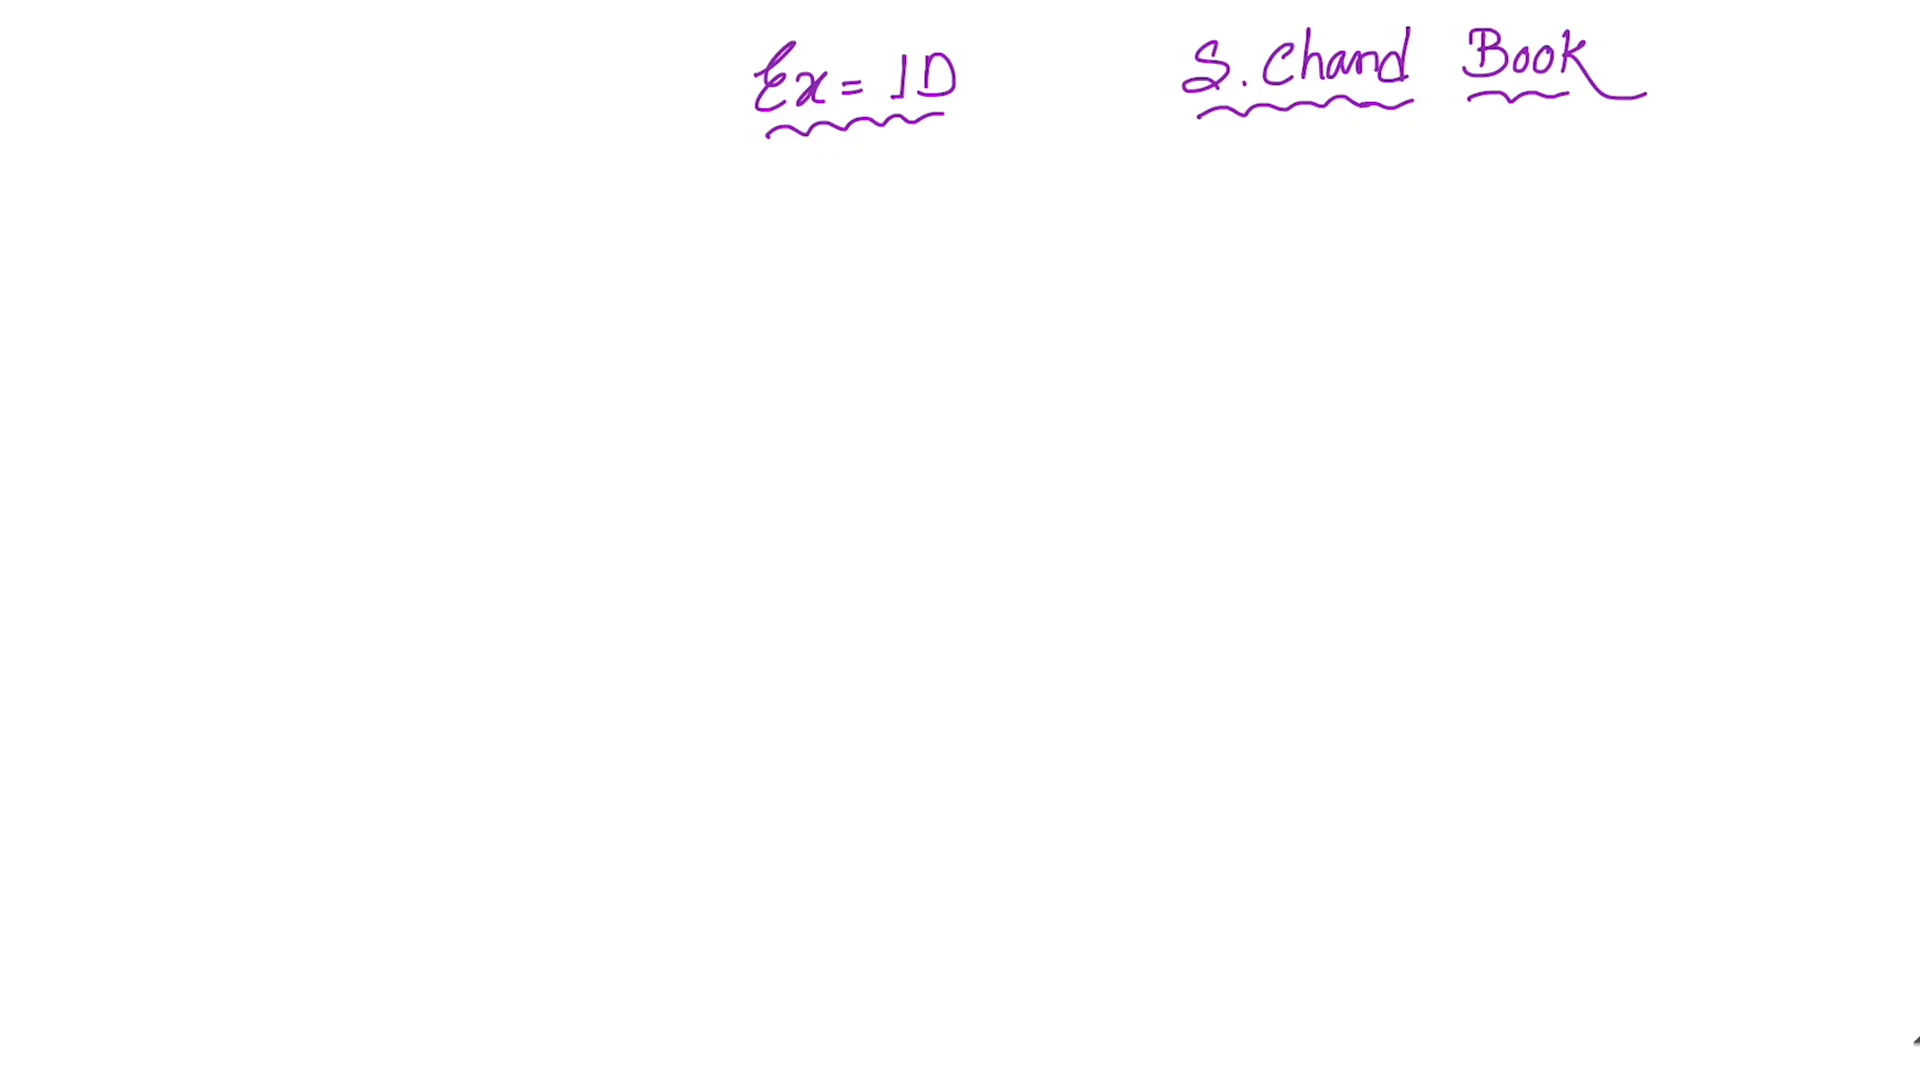 Ex = 1D S. Chand Book